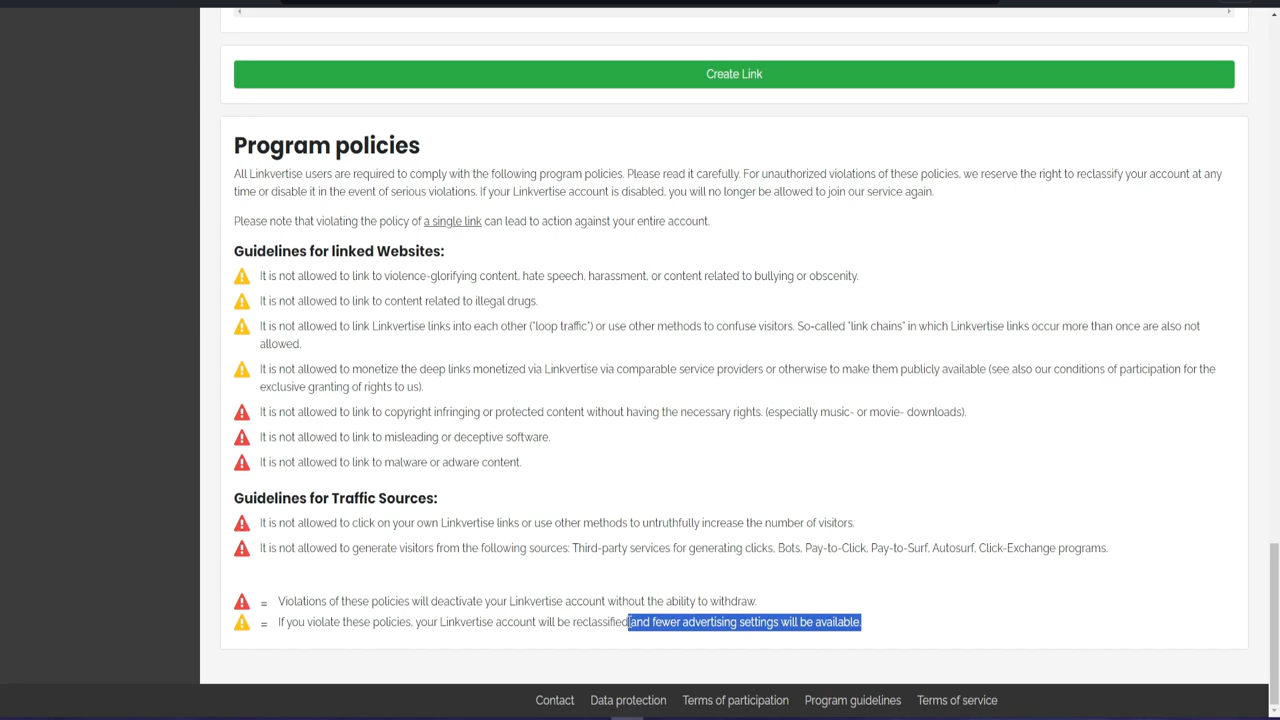 Create Link
Program policies
All Linkvertise users are required to comply with the following program policies. Please read it carefully. For unauthorized violations of these policies, we reserve the right to reclassify your account at any
time or disable it in the event of serious violations. If your Linkvertise account is disabled, you will no longer be allowed to join our service again.
Please note that violating the policy of a single link can lead to action against your entire account.
Guidelines for linked Websites:
It is not allowed to link to violence-glorifying content, hate speech, harassment, or content related to bullying or obscenity.
It is not allowed to link to content related to illegal drugs.
It is not allowed to link Linkvertise links into each other ("loop traffic") or use other methods to confuse visitors. So-called "link chains" in which Linkvertise links occur more than once are also not
allowed.
It is not allowed to monetize the deep links monetized via Linkvertise via comparable service providers or otherwise to make them publicly available (see also our conditions of participation for the
exclusive granting of rights to us).
It is not allowed to link to copyright infringing or protected content without having the necessary rights. (especially music- or movie- downloads).
It is not allowed to link to misleading or deceptive software.
It is not allowed to link to malware or adware content.
Guidelines for Traffic Sources:
It is not allowed to click on your own Linkvertise links or use other methods to untruthfully increase the number of visitors.
It is not allowed to generate visitors from the following sources: Third-party services for generating clicks, Bots, Pay-to-Click, Pay-to-Surf, Autosurf, Click-Exchange programs.
= Violations of these policies will deactivate your Linkvertise account without the ability to withdraw.
= If you violate these policies, your Linkvertise account will be reclassified and fewer advertising settings will be available.
Contact Data protection Terms of participation Program guidelines Terms of service